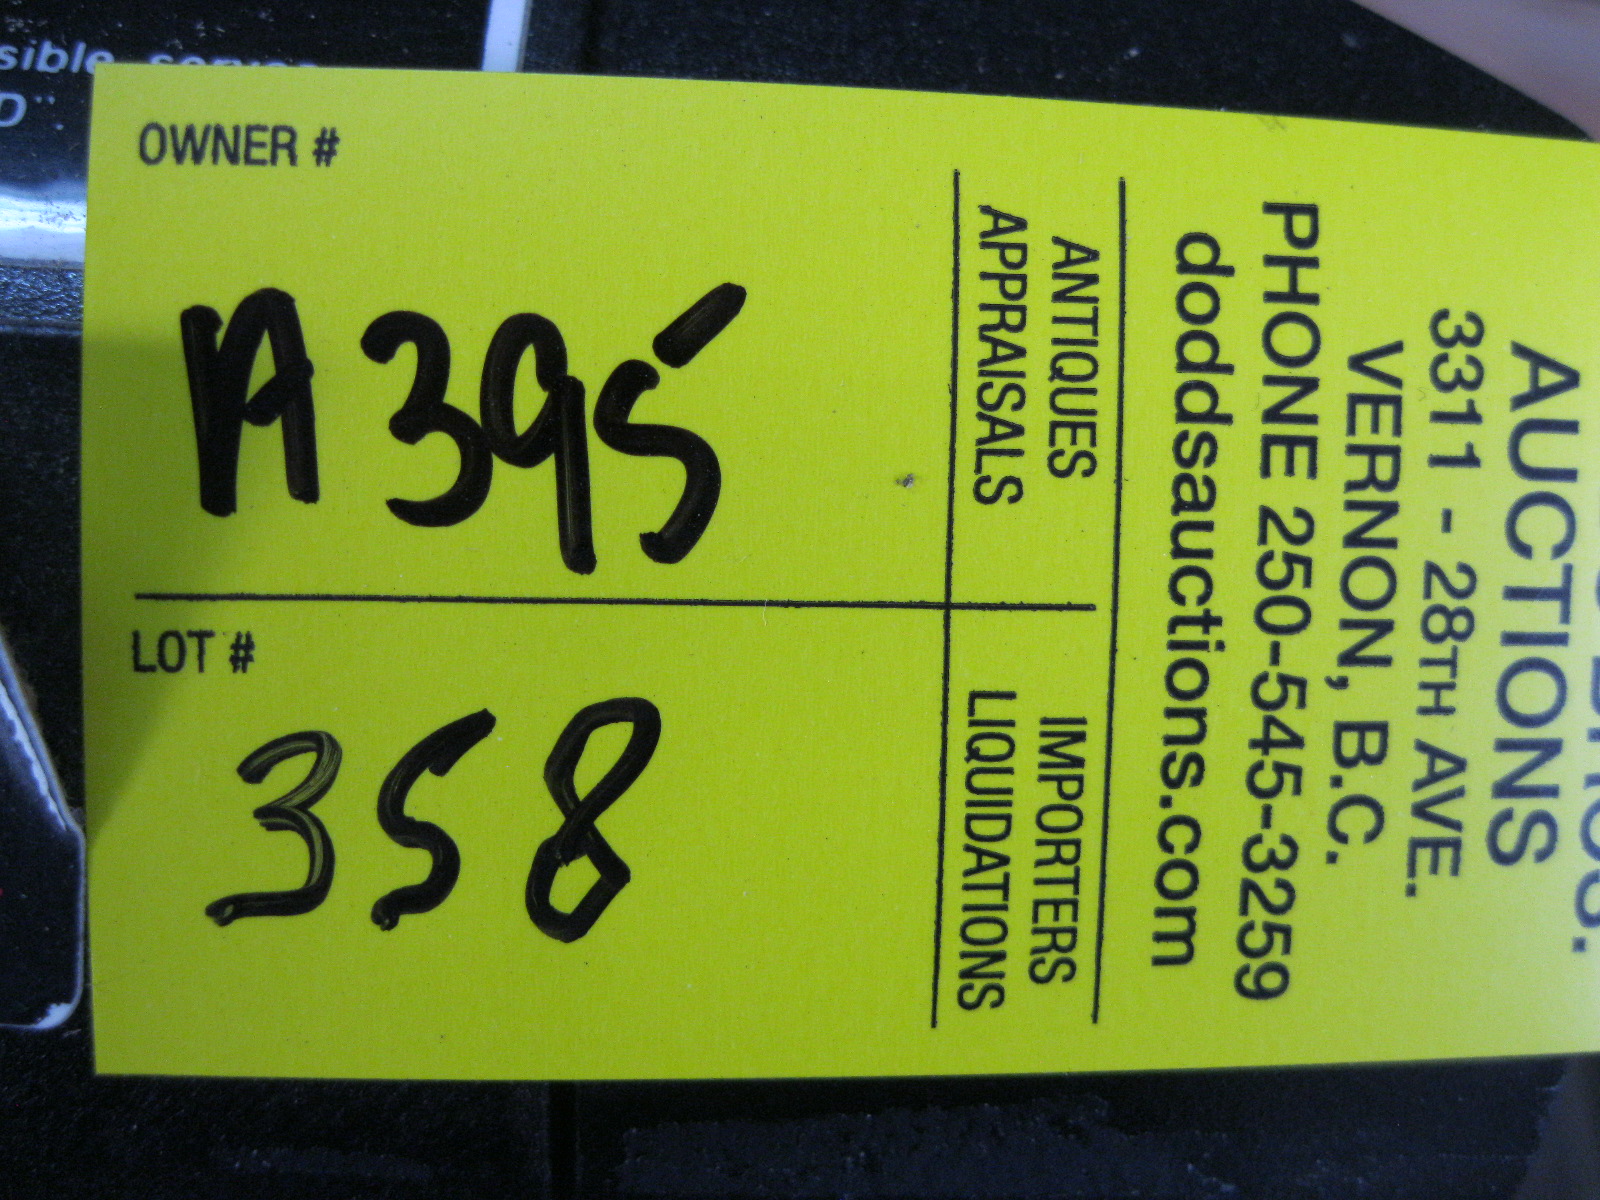 sible
D".
OWNER #
A395
LOT #
358
AUCTIONS
3311 - 28TH AVE.
VERNON, B.C.
PHONE 250-545-3259
doddsauctions.com
ANTIQUES IMPORTERS
APPRAISALS LIQUIDATIONS